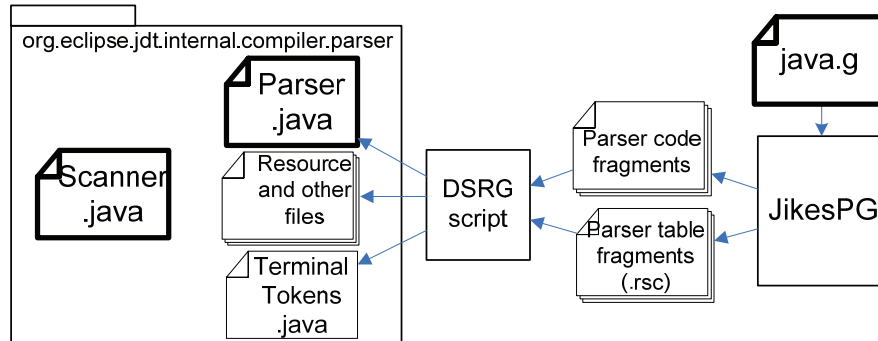 org.eclipse.jdt.internal.compiler.parser
Parser
.java
Resource
and other
files
Terminal
Tokens
.java
Scanner
.java
DSRG
script
Parser code
fragments
Parser table
fragments
(.rsc)
java.g
JikesPG